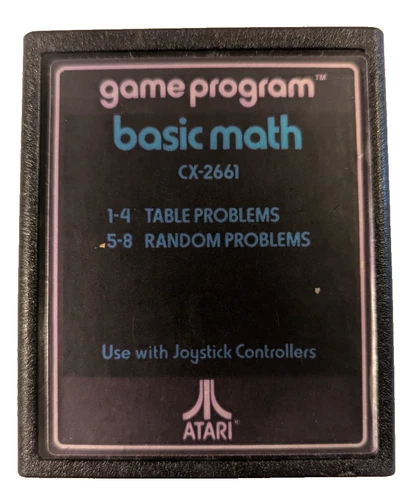 game program™
basic math
CX-2661
1-4 TABLE PROBLEMS
5-8 RANDOM PROBLEMS
Use with Joystick Controllers
ATARI®